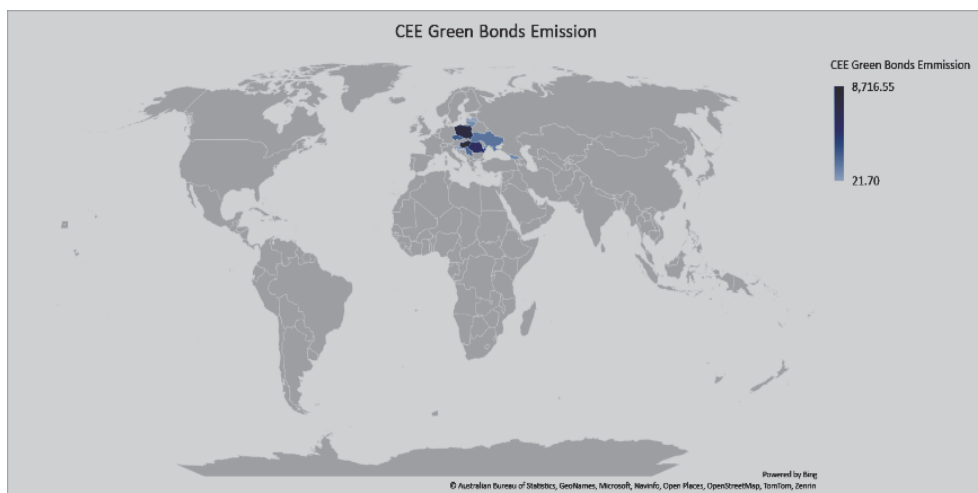 CEE Green Bonds Emission
CEE Green Bonds Emmission
8,716.55
21.70
Powered by Bing
© Australian Bureau of Statistics, GeoNames, Microsoft, Navinfo, Open Places, OpenStreetMap, TomTom, Zenrin